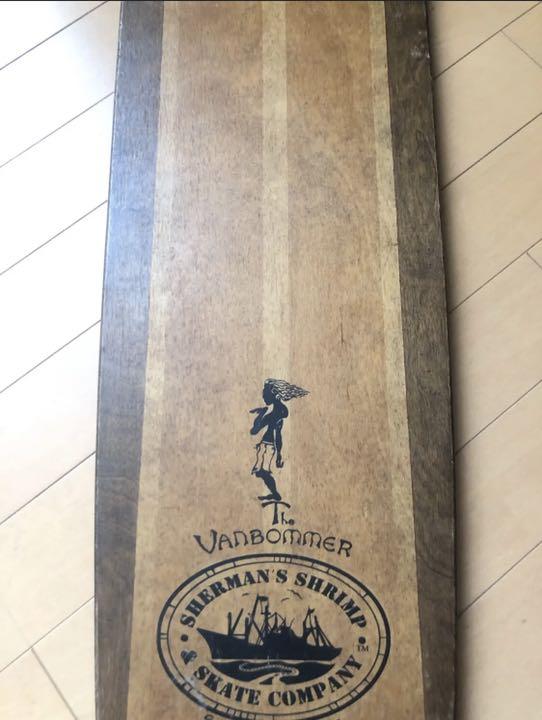 The
VANBOMMER
SHERMAN'S SHRIMP
& SKATE COMPANY
TM